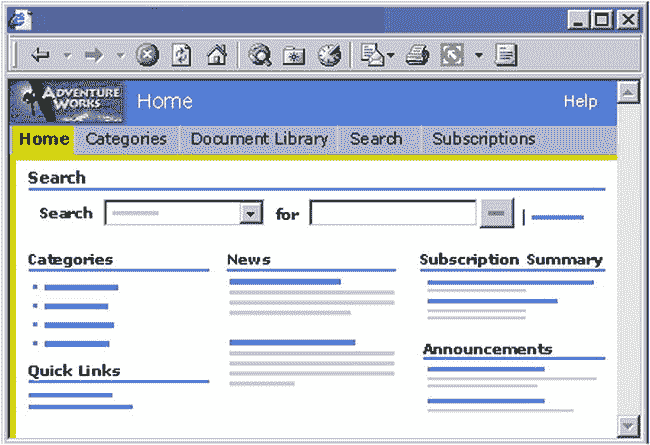 ADVENTURE
WORKS
Home
Help
Home Categories Document Library Search Subscriptions
Search
Search for
Categories
News
Subscription Summary
Quick Links
Announcements